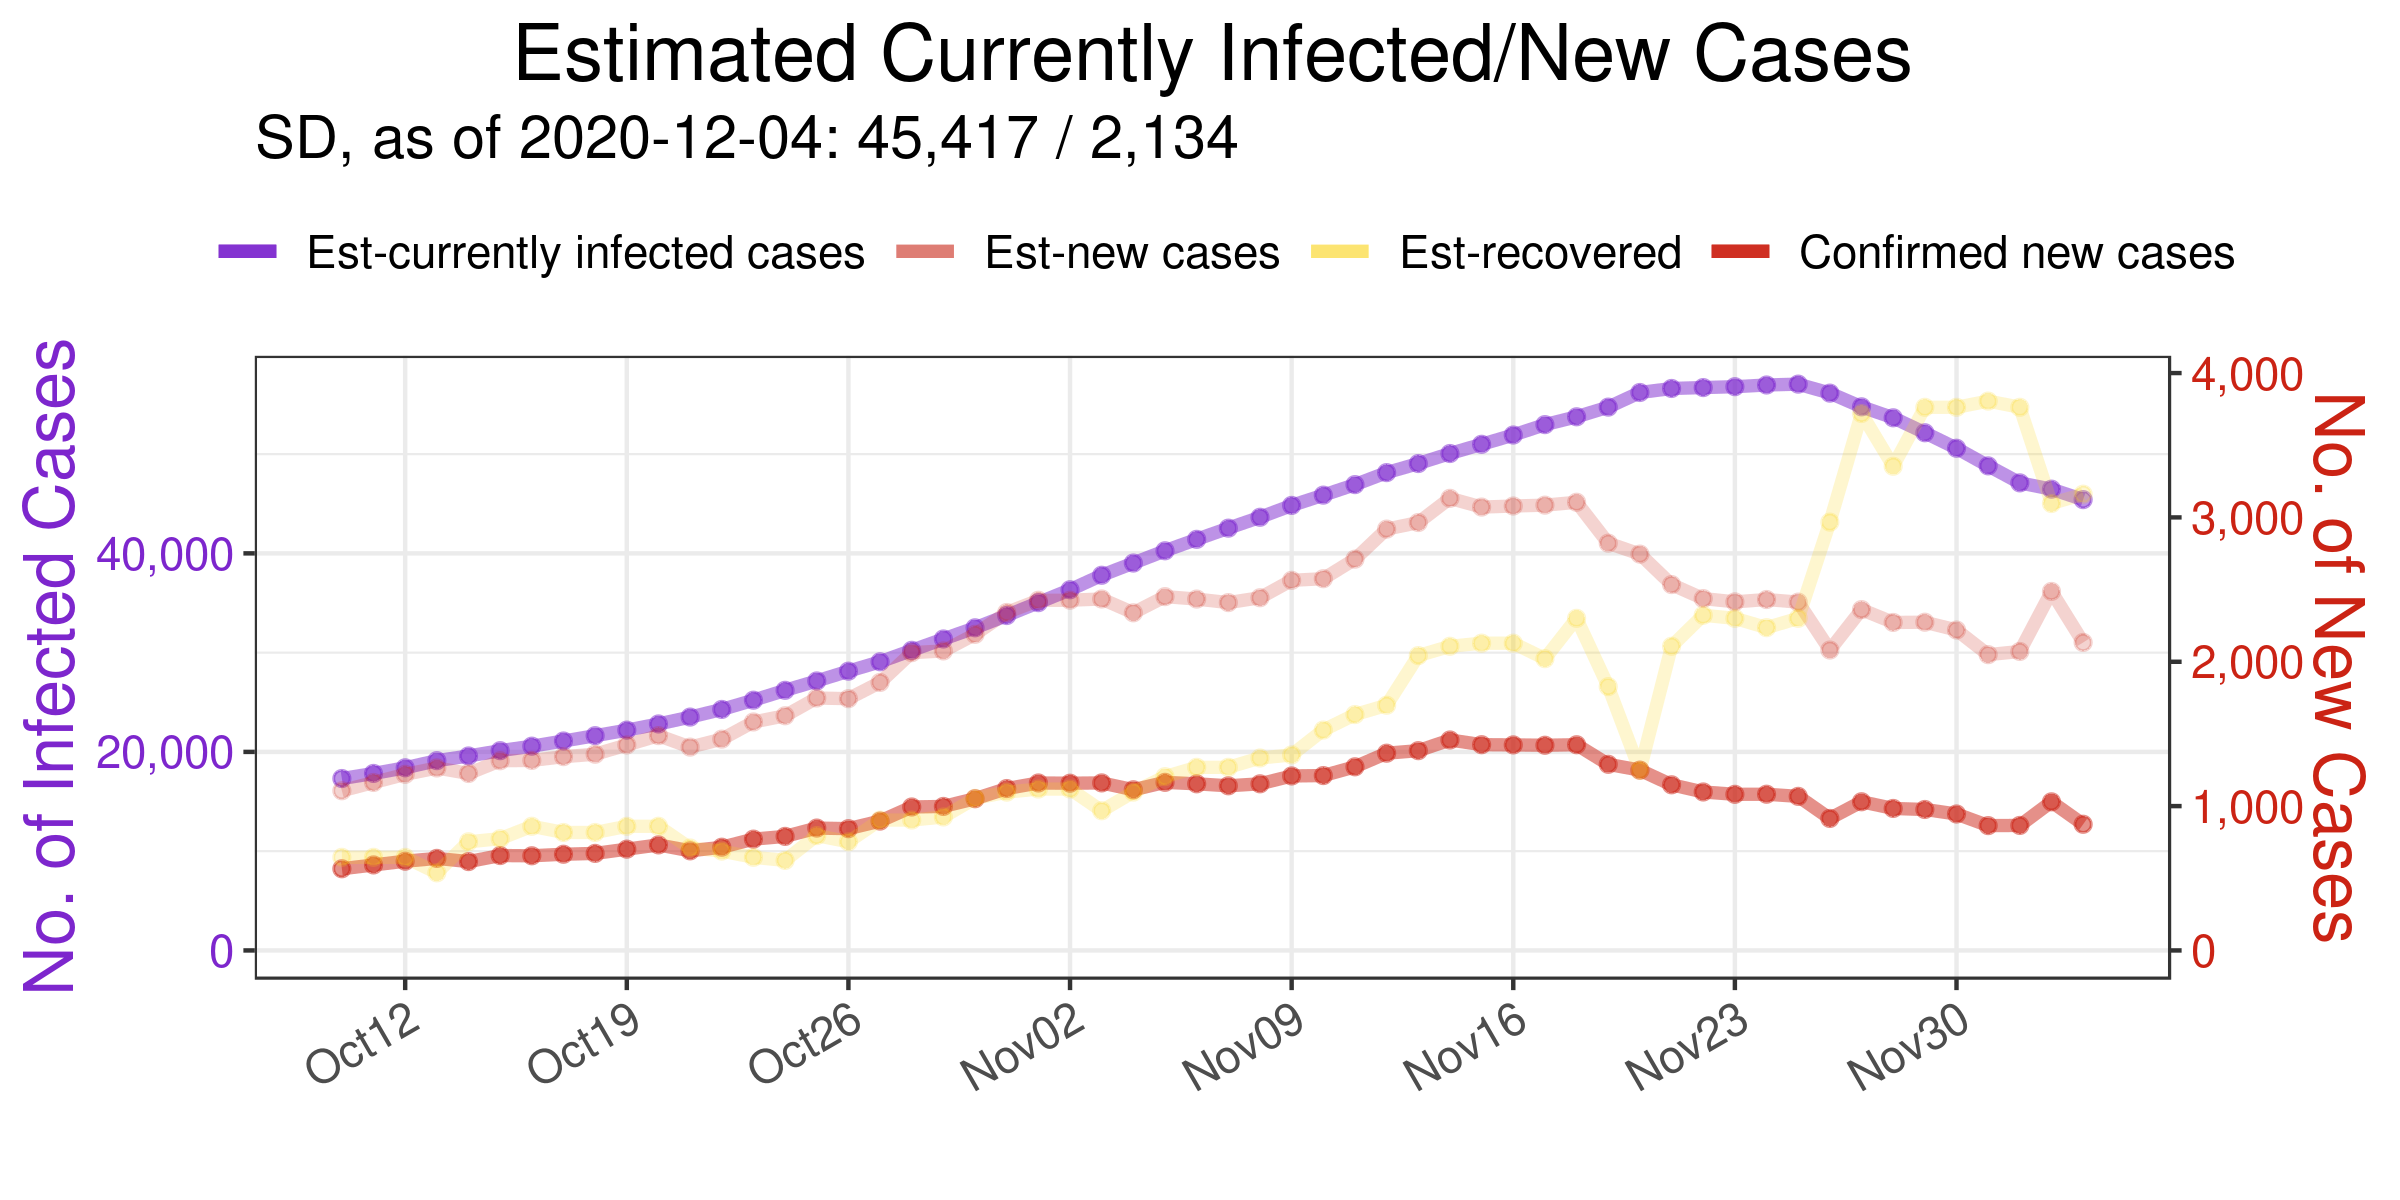 Estimated Currently Infected/New Cases
SD, as of 2020-12-04: 45,417 / 2,134
Est-currently infected cases
Est-new cases
Est-recovered
Confirmed new cases
No. of Infected Cases
40,000
20,000
0
4,000
3,000
2,000
1,000
0
No. of New Cases
Oct12
Oct19
Oct26
Nov02
Nov09
Nov16
Nov23
Nov30